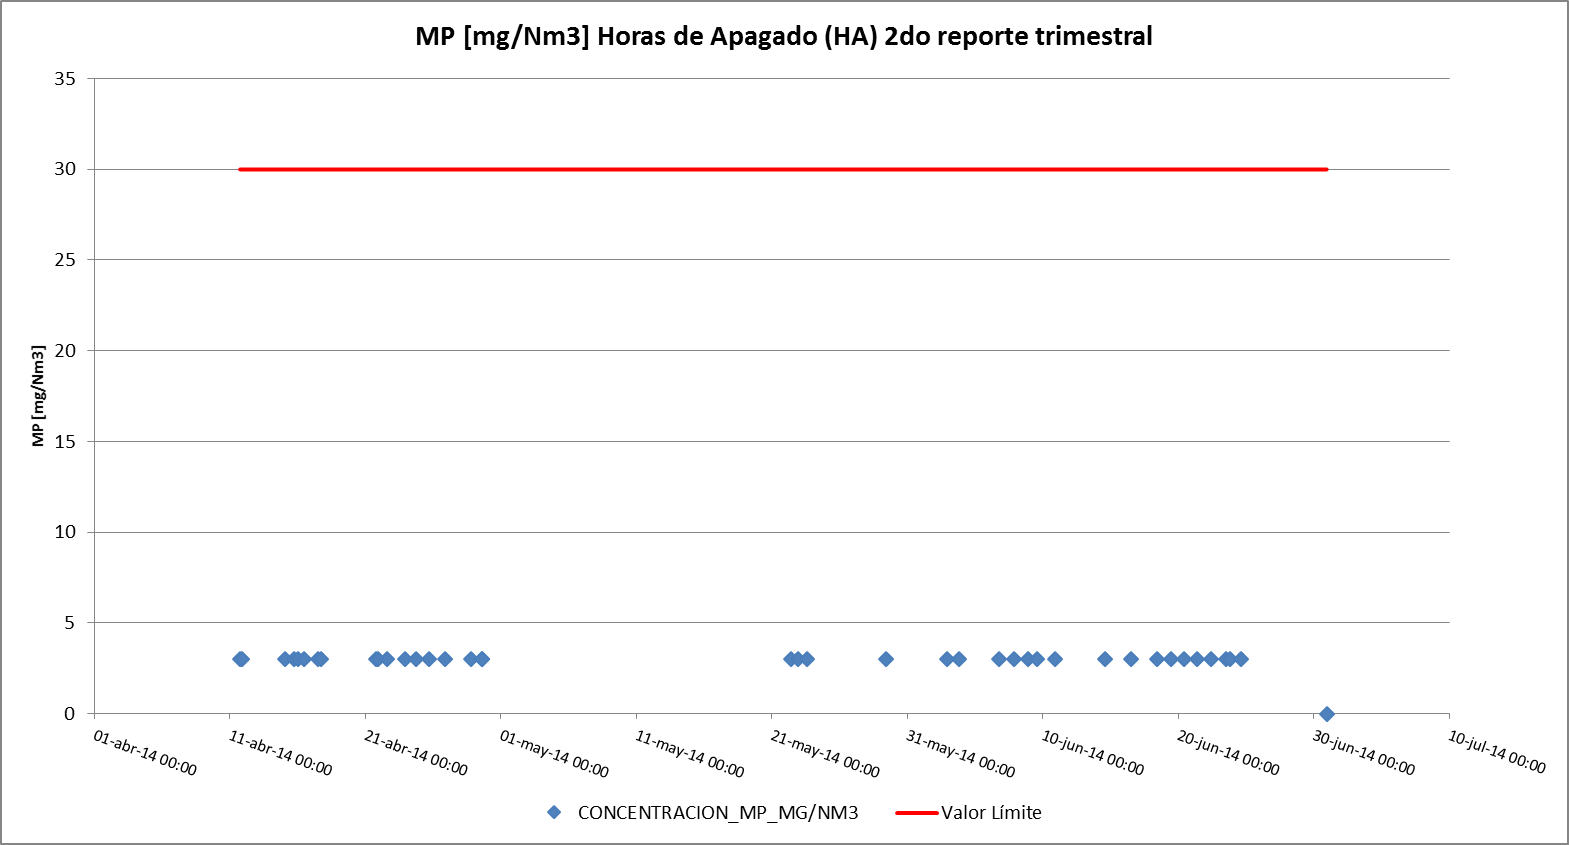 MP [mg/Nm3] Horas de Apagado (HA) 2do reporte trimestral
35
30
25
20
15
10
5
0
MP [mg/Nm3]
01-abr-14 00:00
11-abr-14 00:00
21-abr-14 00:00
01-may-14 00:00
11-may-14 00:00
21-may-14 00:00
31-may-14 00:00
10-jun-14 00:00
20-jun-14 00:00
30-jun-14 00:00
10-jul-14 00:00
CONCENTRACION_MP_MG/NM3
Valor Límite